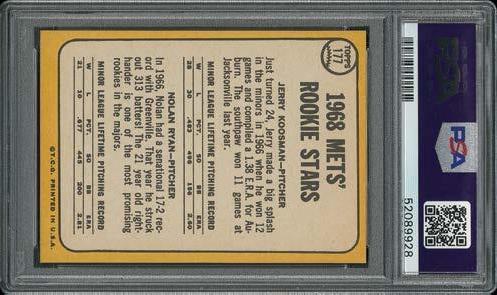 TOPPS
177
1968 METS'
ROOKIE STARS
JERRY KOOSMAN—PITCHER
Just turned 24, Jerry made a big splash
in the minors in 1966 when he won 12
games and compiled a 1.38 E.R.A. for Au-
burn. The southpaw won 11 games at
Jacksonville last year.
MINOR LEAGUE LIFETIME PITCHING RECORD
W L PCT. SO BB ERA
28 30 .483 498 156 2.60
NOLAN RYAN—PITCHER
In 1966, Nolan had a sensational 17-2 rec-
ord with Greenville. That year he struck
out 313 batters! The 21 year old right-
hander is one of the most promising
rookies in the majors.
MINOR LEAGUE LIFETIME PITCHING RECORD
W L PCT. SO BB ERA
21 10 .677 445 200 2.81
©T.C.G. PRINTED IN U.S.A.
PSA
PSA
52089928